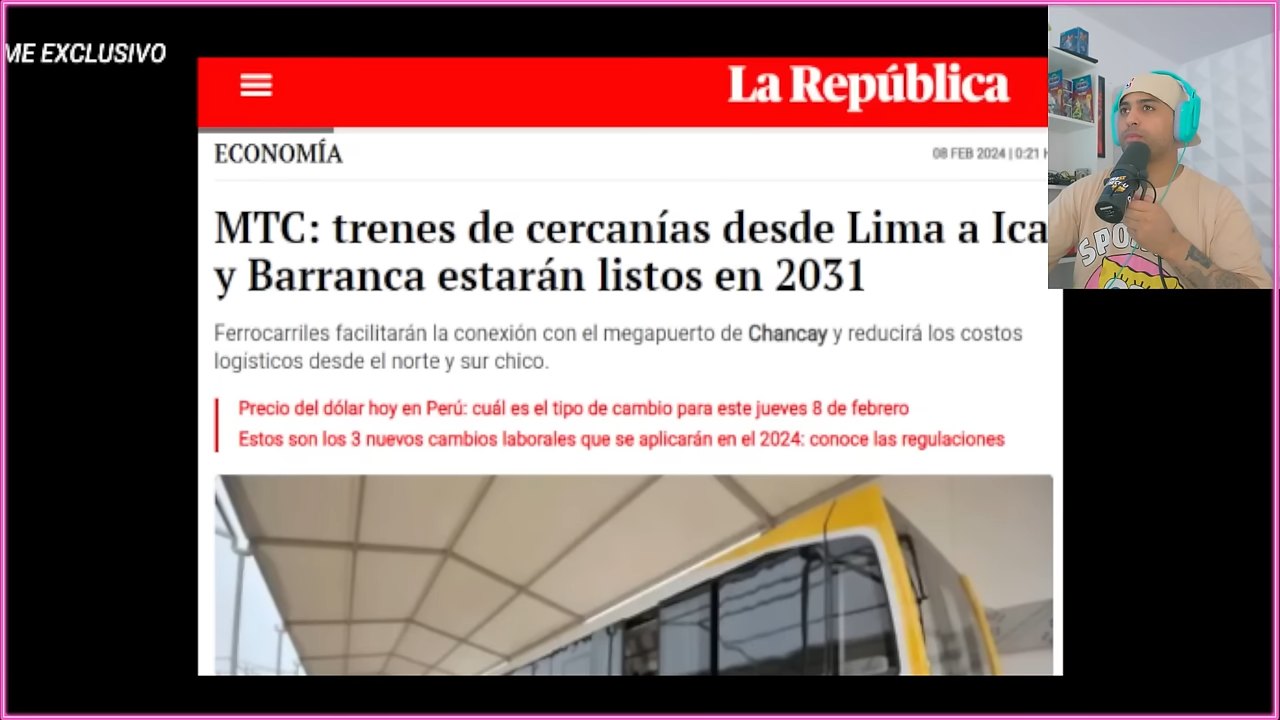 ME EXCLUSIVO
La República
ECONOMÍA
08 FEB 2024 | 0:21
MTC: trenes de cercanías desde Lima a Ica
y Barranca estarán listos en 2031
Ferrocarriles facilitarán la conexión con el megapuerto de Chancay y reducirá los costos
logísticos desde el norte y sur chico.
Precio del dólar hoy en Perú: cuál es el tipo de cambio para este jueves 8 de febrero
Estos son los 3 nuevos cambios laborales que se aplicarán en el 2024: conoce las regulaciones